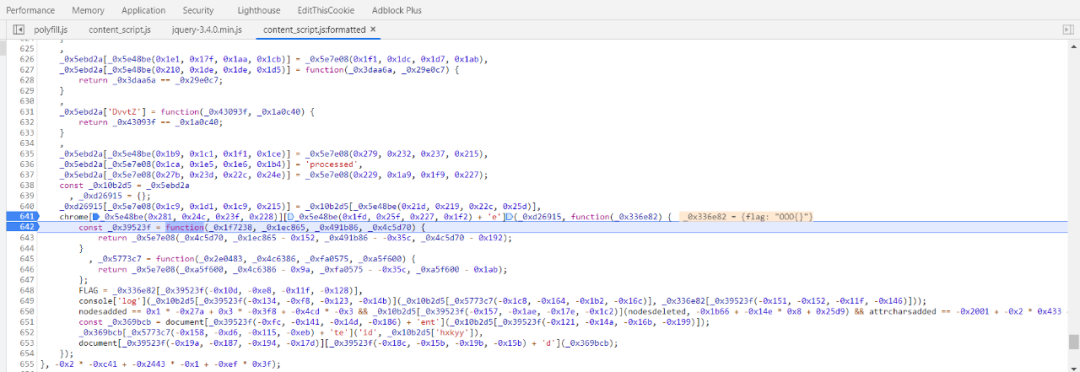 Performance Memory Application Security Lighthouse EditThisCookie Adblock Plus
polyfill.js content_script.js jquery-3.4.0.min.js content_script.js:formatted ×
625 ,
626 _0x5ebd2a[_0x5e48be(0x1e1, 0x17f, 0x1aa, 0x1cb)] = _0x5e7e08(0x1f1, 0x1dc, 0x1d7, 0x1ab),
627 _0x5ebd2a[_0x5e48be(0x210, 0x1de, 0x1de, 0x1d5)] = function(_0x3daa6a, _0x29e0c7) {
628 return _0x3daa6a == _0x29e0c7;
629 }
630 ,
631 _0x5ebd2a['DvvtZ'] = function(_0x43093f, _0x1a0c40) {
632 return _0x43093f == _0x1a0c40;
633 }
634 ,
635 _0x5ebd2a[_0x5e48be(0x1b9, 0x1c1, 0x1f1, 0x1ce)] = _0x5e7e08(0x279, 0x232, 0x237, 0x215),
636 _0x5ebd2a[_0x5e7e08(0x1ca, 0x1e5, 0x1e6, 0x1b4)] = 'processed',
637 _0x5ebd2a[_0x5e7e08(0x27b, 0x23d, 0x22c, 0x24e)] = _0x5e7e08(0x229, 0x1a9, 0x1f9, 0x227);
638 const _0x10b2d5 = _0x5ebd2a
639 , _0xd26915 = {};
640 _0xd26915[_0x5e7e08(0x1c9, 0x1d1, 0x1c9, 0x215)] = _0x10b2d5[_0x5e48be(0x21d, 0x219, 0x22c, 0x25d)],
641 chrome[_0x5e48be(0x281, 0x24c, 0x23f, 0x228)][_0x5e48be(0x1fd, 0x25f, 0x227, 0x1f2) + 'e'](_0xd26915, function(_0x336e82) { _0x336e82 = {flag: "OOO{}"}
642 const _0x39523f = function(_0x1f7238, _0x1ec865, _0x491b86, _0x4c5d70) {
643 return _0x5e7e08(_0x4c5d70, _0x1ec865 - 0x152, _0x491b86 - -0x35c, _0x4c5d70 - 0x192);
644 }
645 , _0x5773c7 = function(_0x2e0483, _0x4c6386, _0xfa0575, _0xa5f600) {
646 return _0x5e7e08(_0xa5f600, _0x4c6386 - 0x9a, _0xfa0575 - -0x35c, _0xa5f600 - 0x1ab);
647 };
648 FLAG = _0x336e82[_0x39523f(-0x10d, -0xe8, -0x11f, -0x128)],
649 console['log'](_0x10b2d5[_0x39523f(-0x134, -0xf8, -0x123, -0x14b)](_0x10b2d5[_0x5773c7(-0x1c8, -0x164, -0x1b2, -0x16c)], _0x336e82[_0x39523f(-0x151, -0x152, -0x11f, -0x146)]));
650 nodesadded == 0x1 * -0x27a + 0x3 * -0x3f8 + -0x4cd * -0x3 && _0x10b2d5[_0x39523f(-0x157, -0x1ae, -0x17e, -0x1c2)](nodesdeleted, -0x1b66 + -0x14e * 0x8 + 0x25d9) && attrcharsadded == -0x2001 + -0x2 * 0x433
651 const _0x369bcb = document[_0x39523f(-0xfc, -0x141, -0x14d, -0x186) + 'ent'](_0x10b2d5[_0x39523f(-0x121, -0x14a, -0x16b, -0x199)]);
652 _0x369bcb[_0x5773c7(-0x158, -0xd6, -0x115, -0xeb) + 'te']('id', _0x10b2d5['hxkyy']),
653 document[_0x39523f(-0x19a, -0x187, -0x194, -0x17d)][_0x39523f(-0x18c, -0x15b, -0x19b, -0x15b) + 'd'](_0x369bcb);
654 });
655 }, -0x2 * -0xc41 + -0x2443 * -0x1 + -0xef * 0x3f);